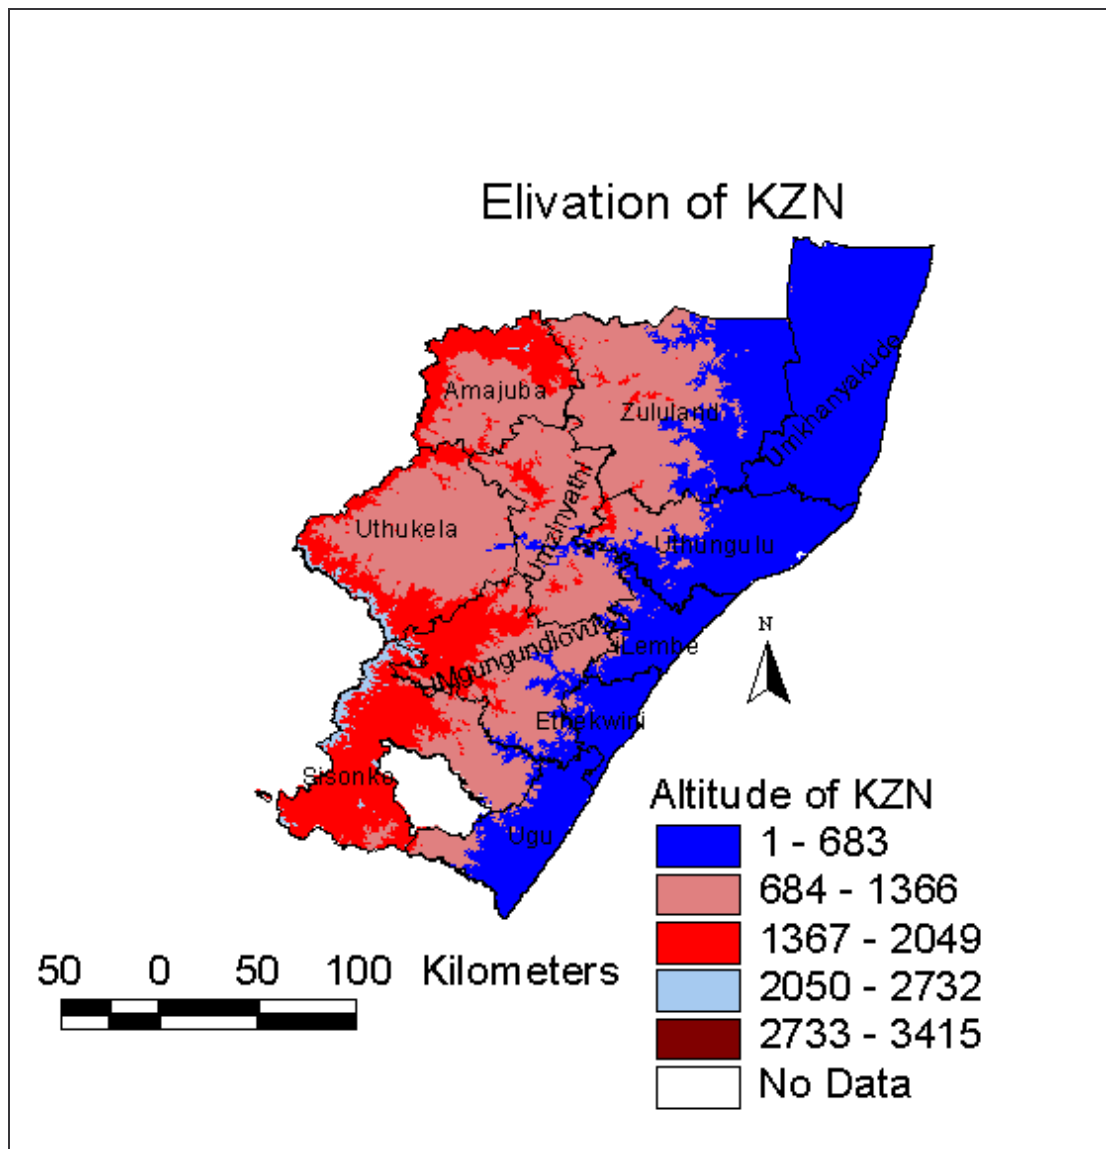 Elivation of KZN
Amajuba
Zululand
Umkhanyakude
Uthukela
Umzinyathi
Uthungulu
N
iLembe
UMgungundlovu
Ethekwini
Sisonke
Ugu
Altitude of KZN
1 - 683
684 - 1366
1367 - 2049
2050 - 2732
2733 - 3415
No Data
50 0 50 100 Kilometers